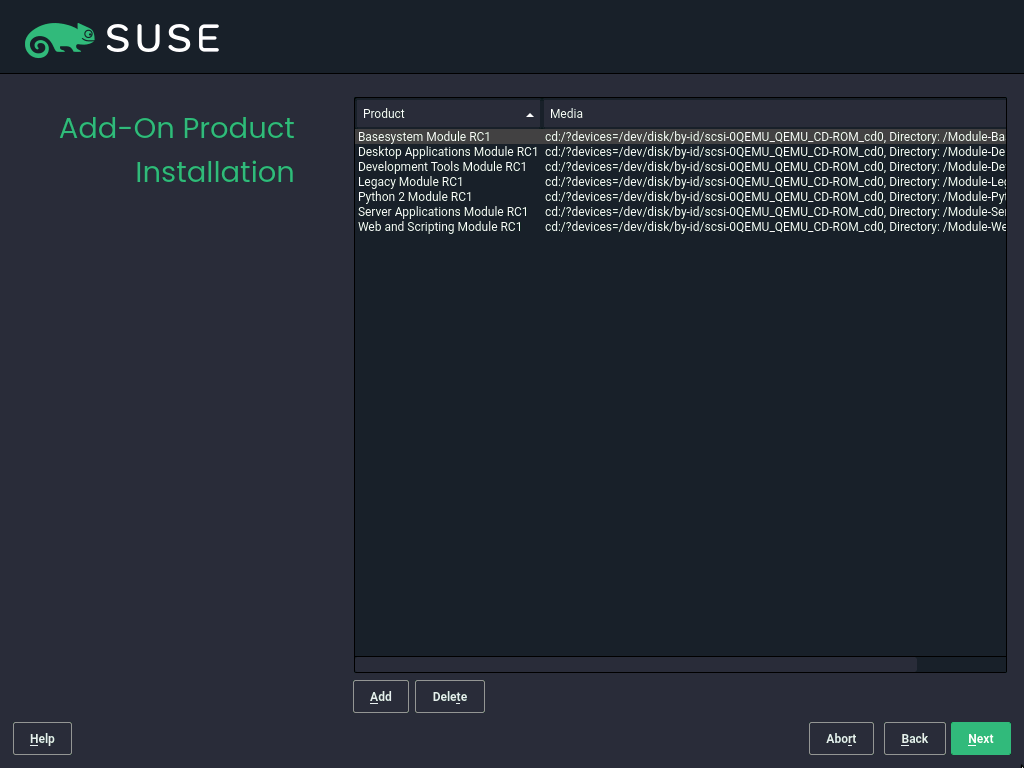 SUSE
Add-On Product
Installation
Product Media
Basesystem Module RC1 cd:/?devices=/dev/disk/by-id/scsi-0QEMU_QEMU_CD-ROM_cd0, Directory: /Module-Ba
Desktop Applications Module RC1 cd:/?devices=/dev/disk/by-id/scsi-0QEMU_QEMU_CD-ROM_cd0, Directory: /Module-De
Development Tools Module RC1 cd:/?devices=/dev/disk/by-id/scsi-0QEMU_QEMU_CD-ROM_cd0, Directory: /Module-De
Legacy Module RC1 cd:/?devices=/dev/disk/by-id/scsi-0QEMU_QEMU_CD-ROM_cd0, Directory: /Module-Leg
Python 2 Module RC1 cd:/?devices=/dev/disk/by-id/scsi-0QEMU_QEMU_CD-ROM_cd0, Directory: /Module-Pyt
Server Applications Module RC1 cd:/?devices=/dev/disk/by-id/scsi-0QEMU_QEMU_CD-ROM_cd0, Directory: /Module-Ser
Web and Scripting Module RC1 cd:/?devices=/dev/disk/by-id/scsi-0QEMU_QEMU_CD-ROM_cd0, Directory: /Module-We
Add Delete
Help Abort Back Next